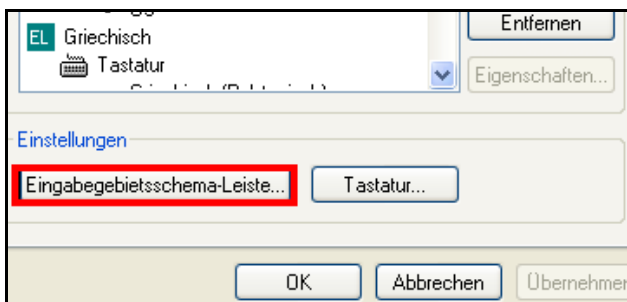 Entfernen
EL Griechisch
Tastatur
Eigenschaften...
Einstellungen
Eingabegebietsschema-Leiste...
Tastatur...
OK
Abbrechen
Übernehmen